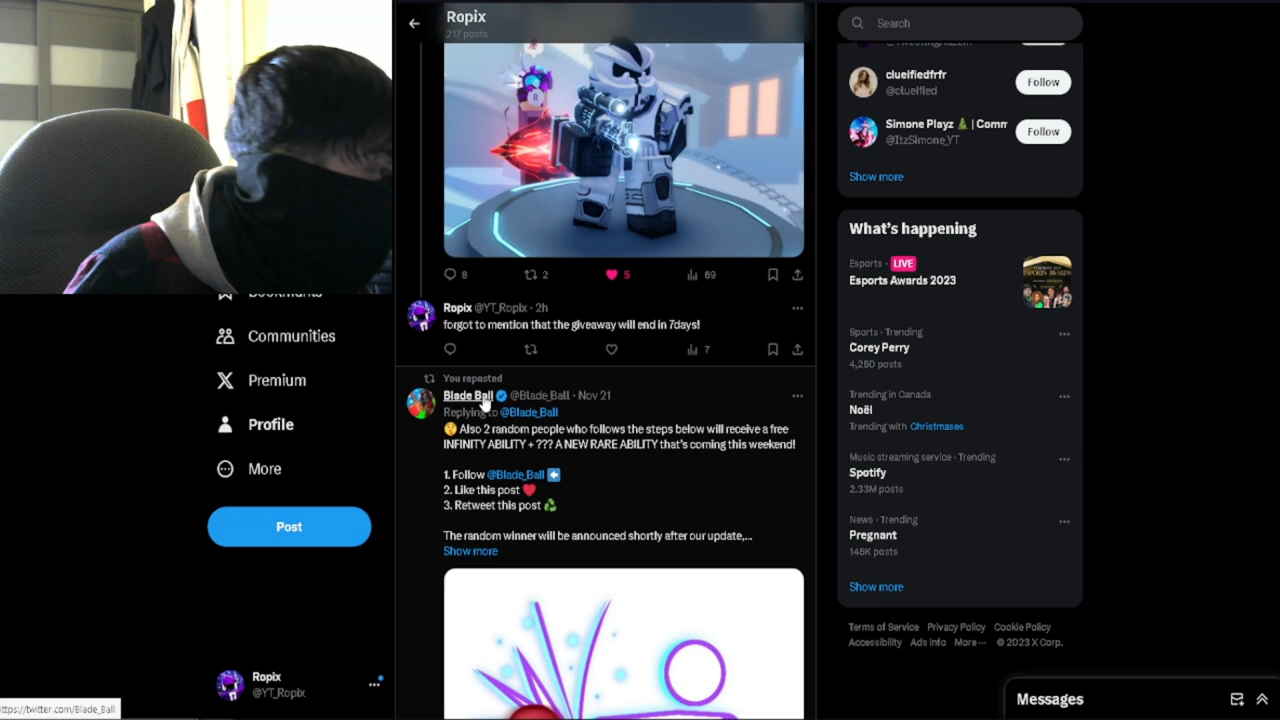 Ropix
217 posts
Search
clueifiedfrfr
@clueified
Follow
Simone Playz 🎄 | Comm
@ItzSimone_YT
Follow
Show more
8
2
5
69
Ropix @YT_Ropix · 2h
forgot to mention that the giveaway will end in 7days!
7
You reposted
Blade Ball @Blade_Ball · Nov 21
Replying to @Blade_Ball
🤫 Also 2 random people who follows the steps below will receive a free
INFINITY ABILITY + ??? A NEW RARE ABILITY that's coming this weekend!
1. Follow @Blade_Ball ⬅️
2. Like this post ❤️
3. Retweet this post ♻️
The random winner will be announced shortly after our update,...
Show more
Bookmarks
Communities
Premium
Profile
More
Post
Ropix
@YT_Ropix
https://twitter.com/Blade_Ball
What's happening
Esports · LIVE
Esports Awards 2023
ESPORTS AWARDS
Sports · Trending
Corey Perry
4,260 posts
Trending in Canada
Noël
Trending with Christmases
Music streaming service · Trending
Spotify
2.33M posts
News · Trending
Pregnant
146K posts
Show more
Terms of Service Privacy Policy Cookie Policy
Accessibility Ads info More ··· © 2023 X Corp.
Messages